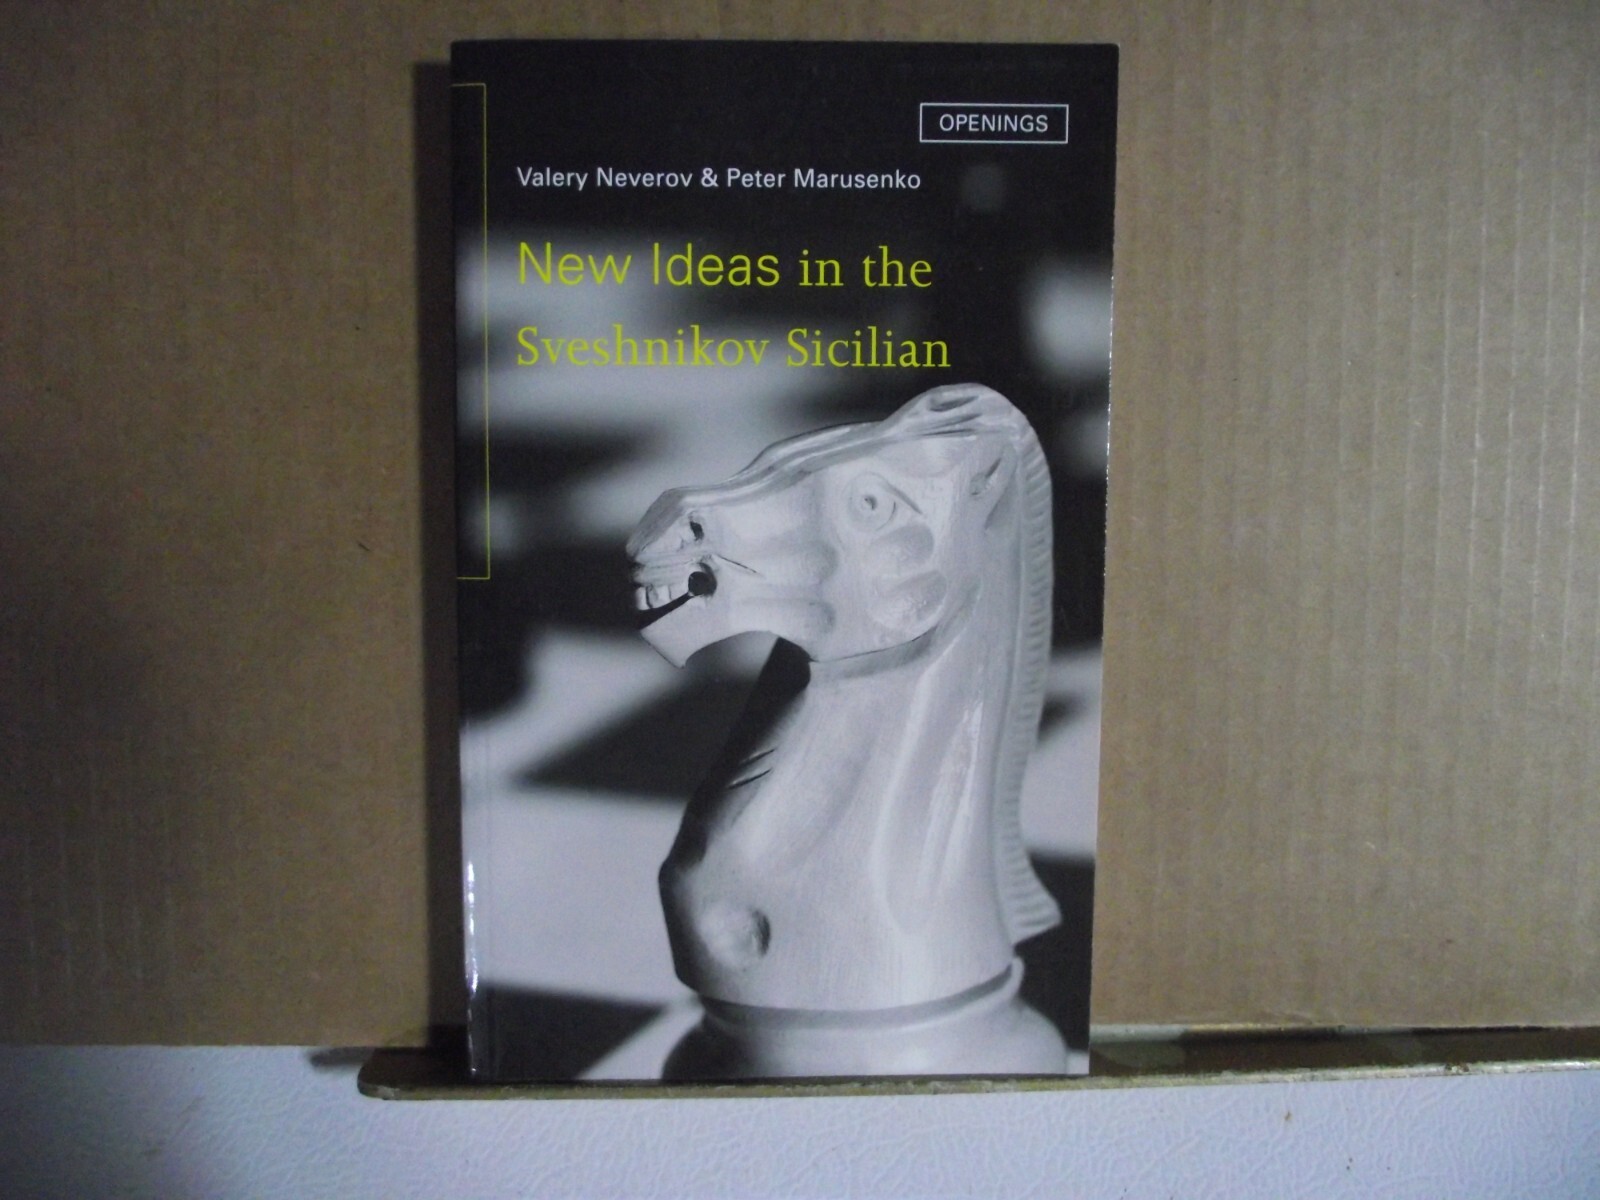 OPENINGS
Valery Neverov & Peter Marusenko
New Ideas in the
Sveshnikov Sicilian